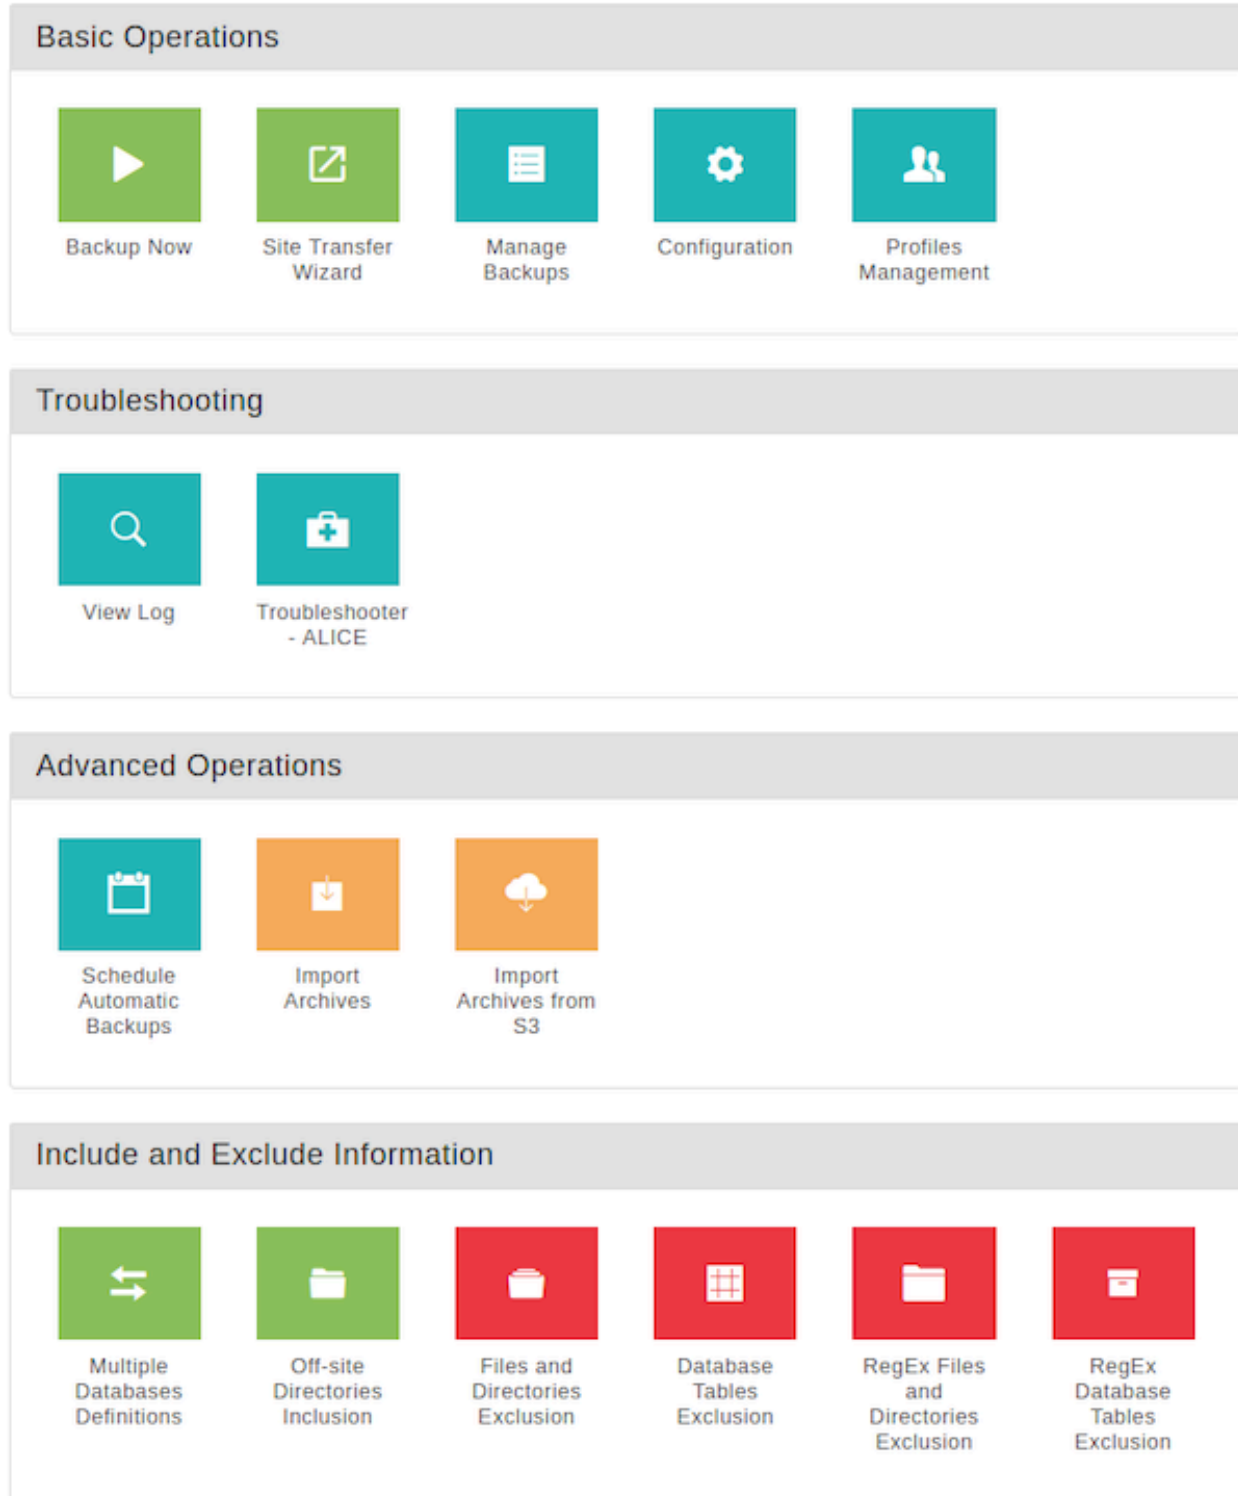 Basic Operations
Backup Now
Site Transfer
Wizard
Manage
Backups
Configuration
Profiles
Management
Troubleshooting
View Log
Troubleshooter
- ALICE
Advanced Operations
Schedule
Automatic
Backups
Import
Archives
Import
Archives from
S3
Include and Exclude Information
Multiple
Databases
Definitions
Off-site
Directories
Inclusion
Files and
Directories
Exclusion
Database
Tables
Exclusion
RegEx Files
and
Directories
Exclusion
RegEx
Database
Tables
Exclusion